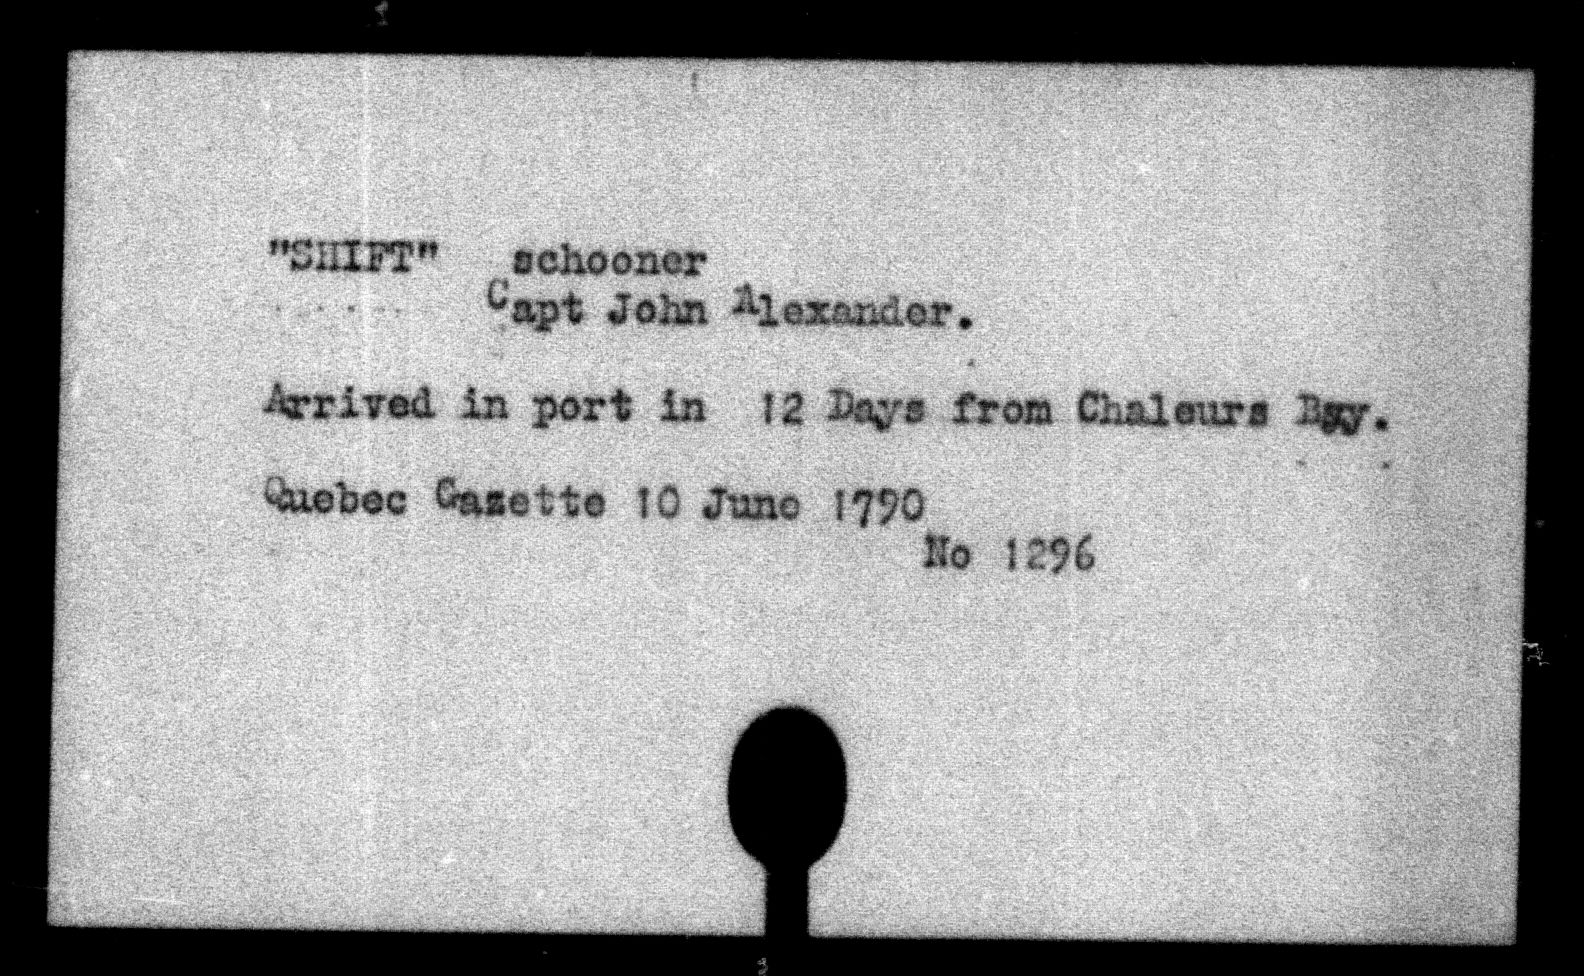 "SHIFT" schooner
Capt John Alexander.
Arrived in port in 12 Days from Chaleurs Bay.
Quebec Gazette 10 June 1790
No 1296